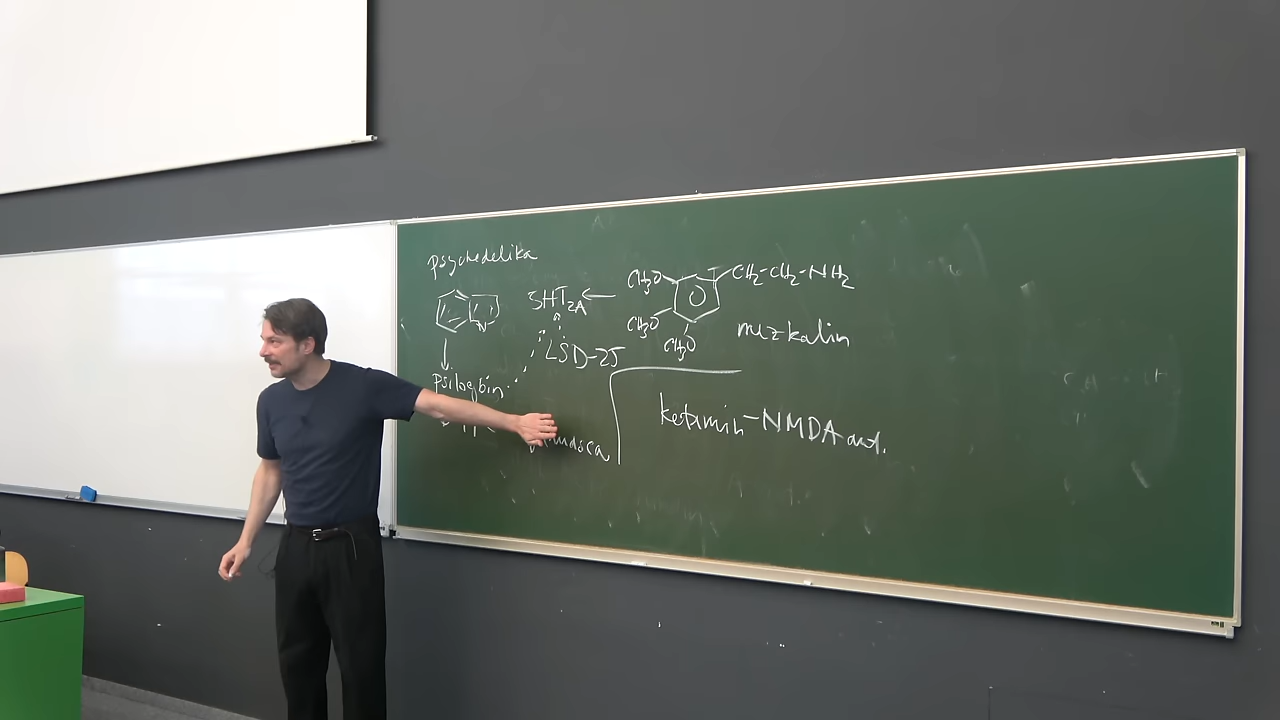 psychedelika
CH₃O
CH₂-CH₂-NH₂
5HT₂A ←
CH₃O
mezkalin
N
CH₃O
LSD-25
psilocybin
ketamin-NMDA ant.